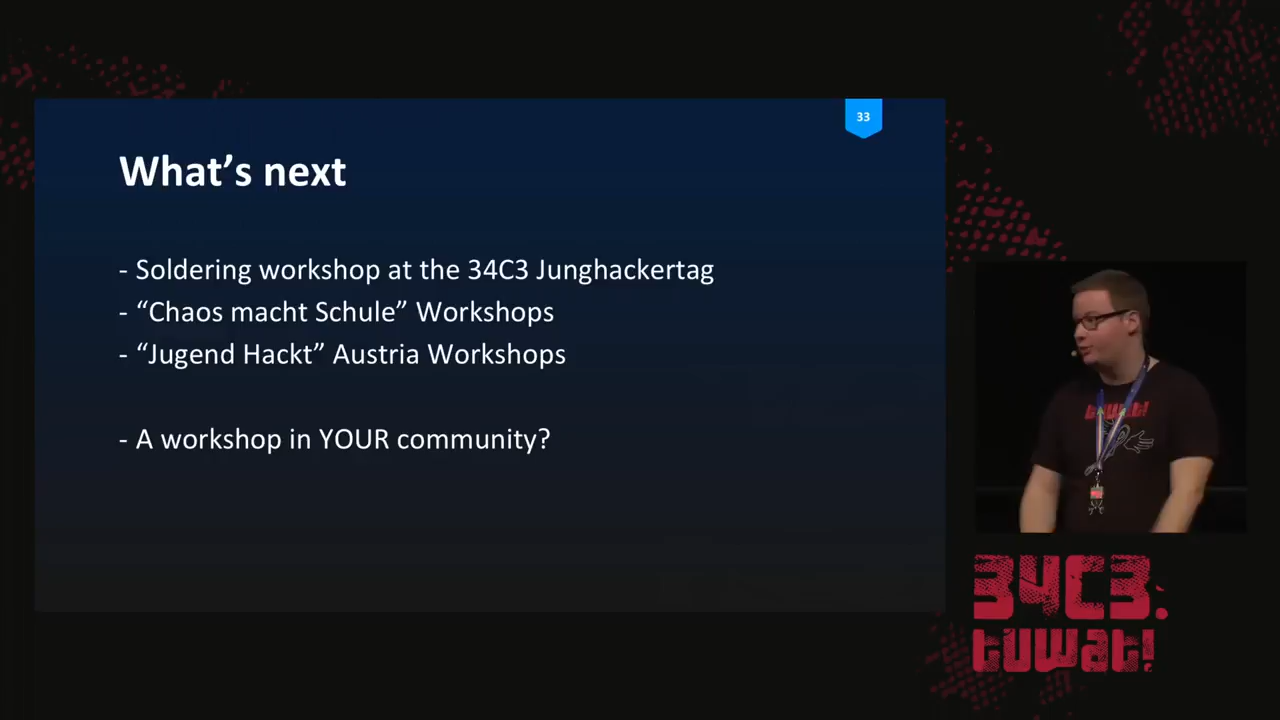 33
What’s next
- Soldering workshop at the 34C3 Junghackertag
- “Chaos macht Schule” Workshops
- “Jugend Hackt” Austria Workshops
- A workshop in YOUR community?
tuwat!
34C3.
tuwat!